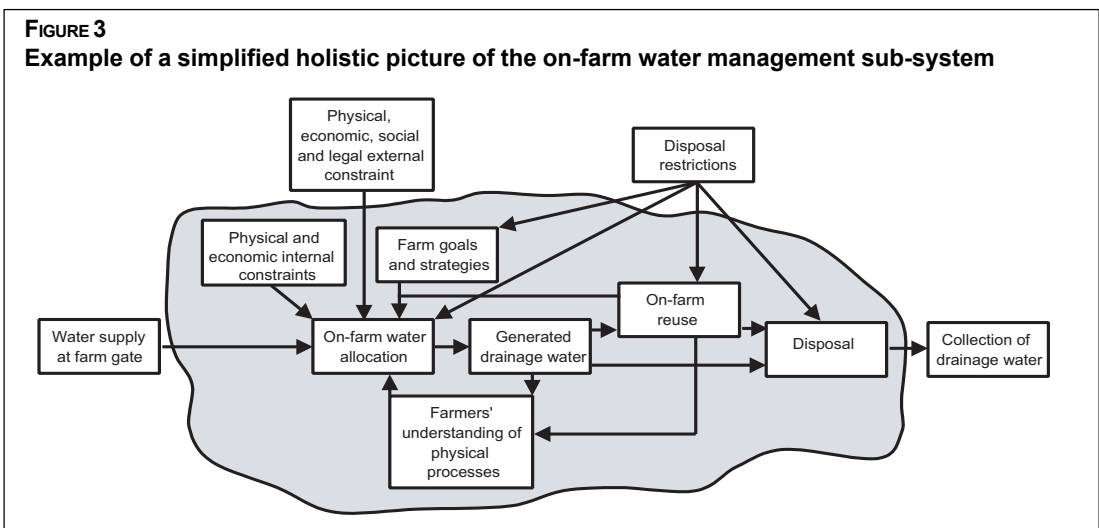 FIGURE 3
Example of a simplified holistic picture of the on-farm water management sub-system
Physical,
economic, social
and legal external
constraint
Disposal
restrictions
Physical and
economic internal
constraints
Farm goals
and strategies
On-farm
reuse
Water supply
at farm gate
On-farm water
allocation
Generated
drainage water
Disposal
Collection of
drainage water
Farmers'
understanding of
physical
processes